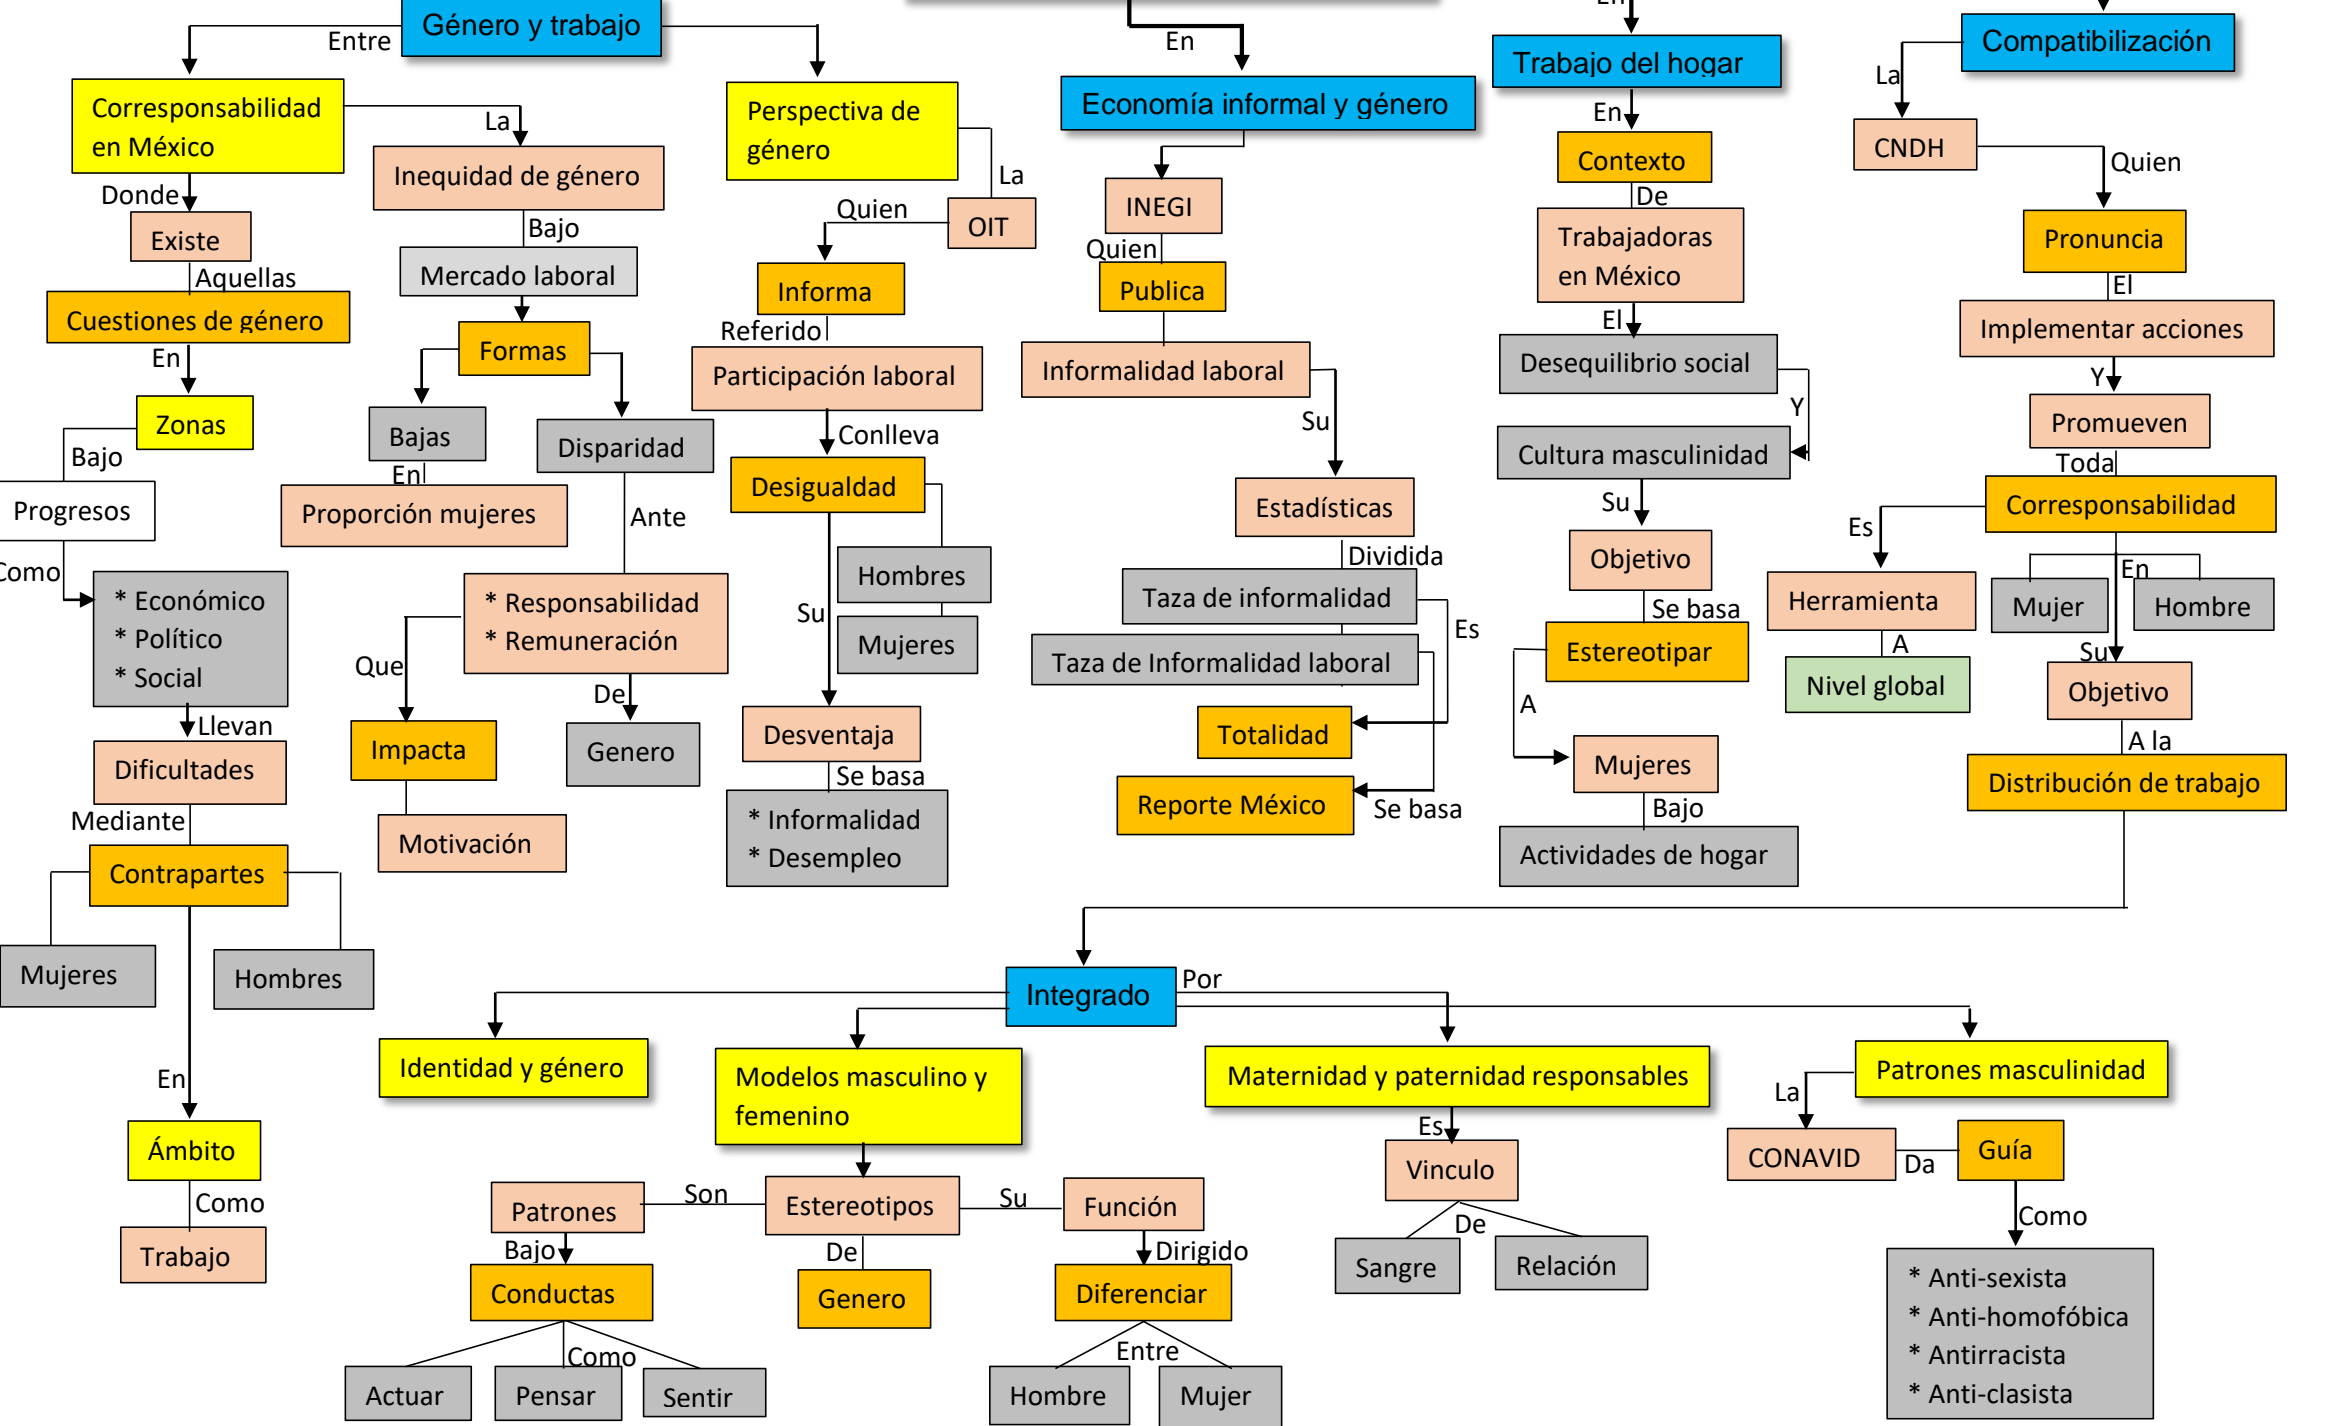 Género y trabajo
Entre
Corresponsabilidad
en México
Donde
Existe
Aquellas
Cuestiones de género
En
Zonas
Bajo
Progresos
Como
* Económico
* Político
* Social
Llevan
Dificultades
Mediante
Contrapartes
Mujeres
Hombres
En
Ámbito
Como
Trabajo
La
Inequidad de género
Bajo
Mercado laboral
Formas
Bajas
En
Proporción mujeres
Disparidad
Ante
* Responsabilidad
* Remuneración
Que
Impacta
Motivación
De
Genero
Perspectiva de
género
La
OIT
Quien
Informa
Referido
Participación laboral
Conlleva
Desigualdad
Hombres
Mujeres
Su
Desventaja
Se basa
* Informalidad
* Desempleo
En
Economía informal y género
INEGI
Quien
Publica
Informalidad laboral
Su
Estadísticas
Dividida
Taza de informalidad
Es
Taza de Informalidad laboral
Totalidad
Reporte México
Se basa
En
Trabajo del hogar
En
Contexto
De
Trabajadoras
en México
El
Desequilibrio social
Y
Cultura masculinidad
Su
Objetivo
Se basa
Estereotipar
A
Mujeres
Bajo
Actividades de hogar
Compatibilización
La
CNDH
Quien
Pronuncia
El
Implementar acciones
Y
Promueven
Toda
Corresponsabilidad
Es
Herramienta
A
Nivel global
En
Mujer
Hombre
Su
Objetivo
A la
Distribución de trabajo
Integrado
Por
Identidad y género
Modelos masculino y
femenino
Estereotipos
Son
Patrones
Bajo
Conductas
Como
Actuar
Pensar
Sentir
De
Genero
Su
Función
Dirigido
Diferenciar
Entre
Hombre
Mujer
Maternidad y paternidad responsables
Es
Vinculo
De
Sangre
Relación
Patrones masculinidad
La
CONAVID
Da
Guía
Como
* Anti-sexista
* Anti-homofóbica
* Antirracista
* Anti-clasista